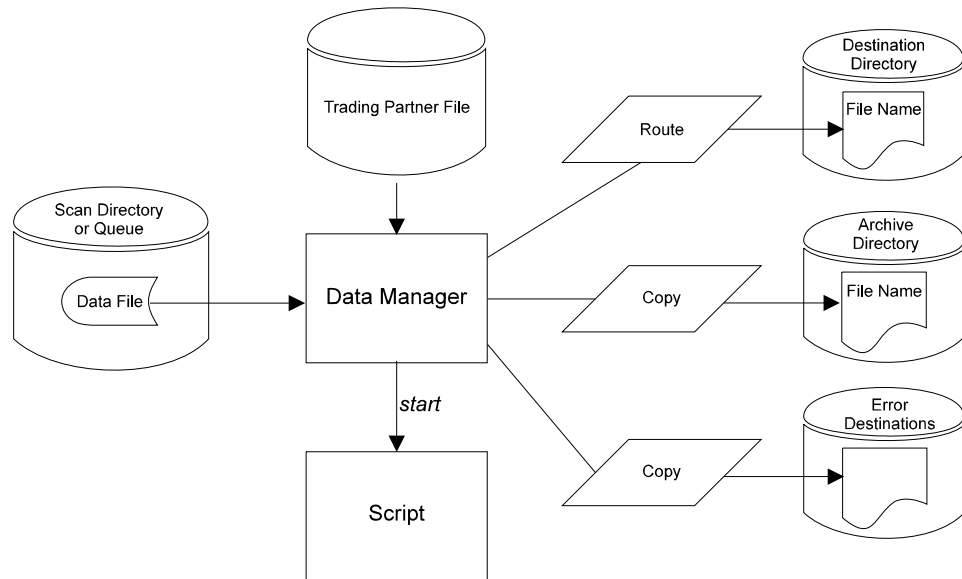 Destination
Directory
File Name
Trading Partner File
Route
Scan Directory
or Queue
Data File
Data Manager
Archive
Directory
File Name
Copy
start
Error
Destinations
Copy
Script